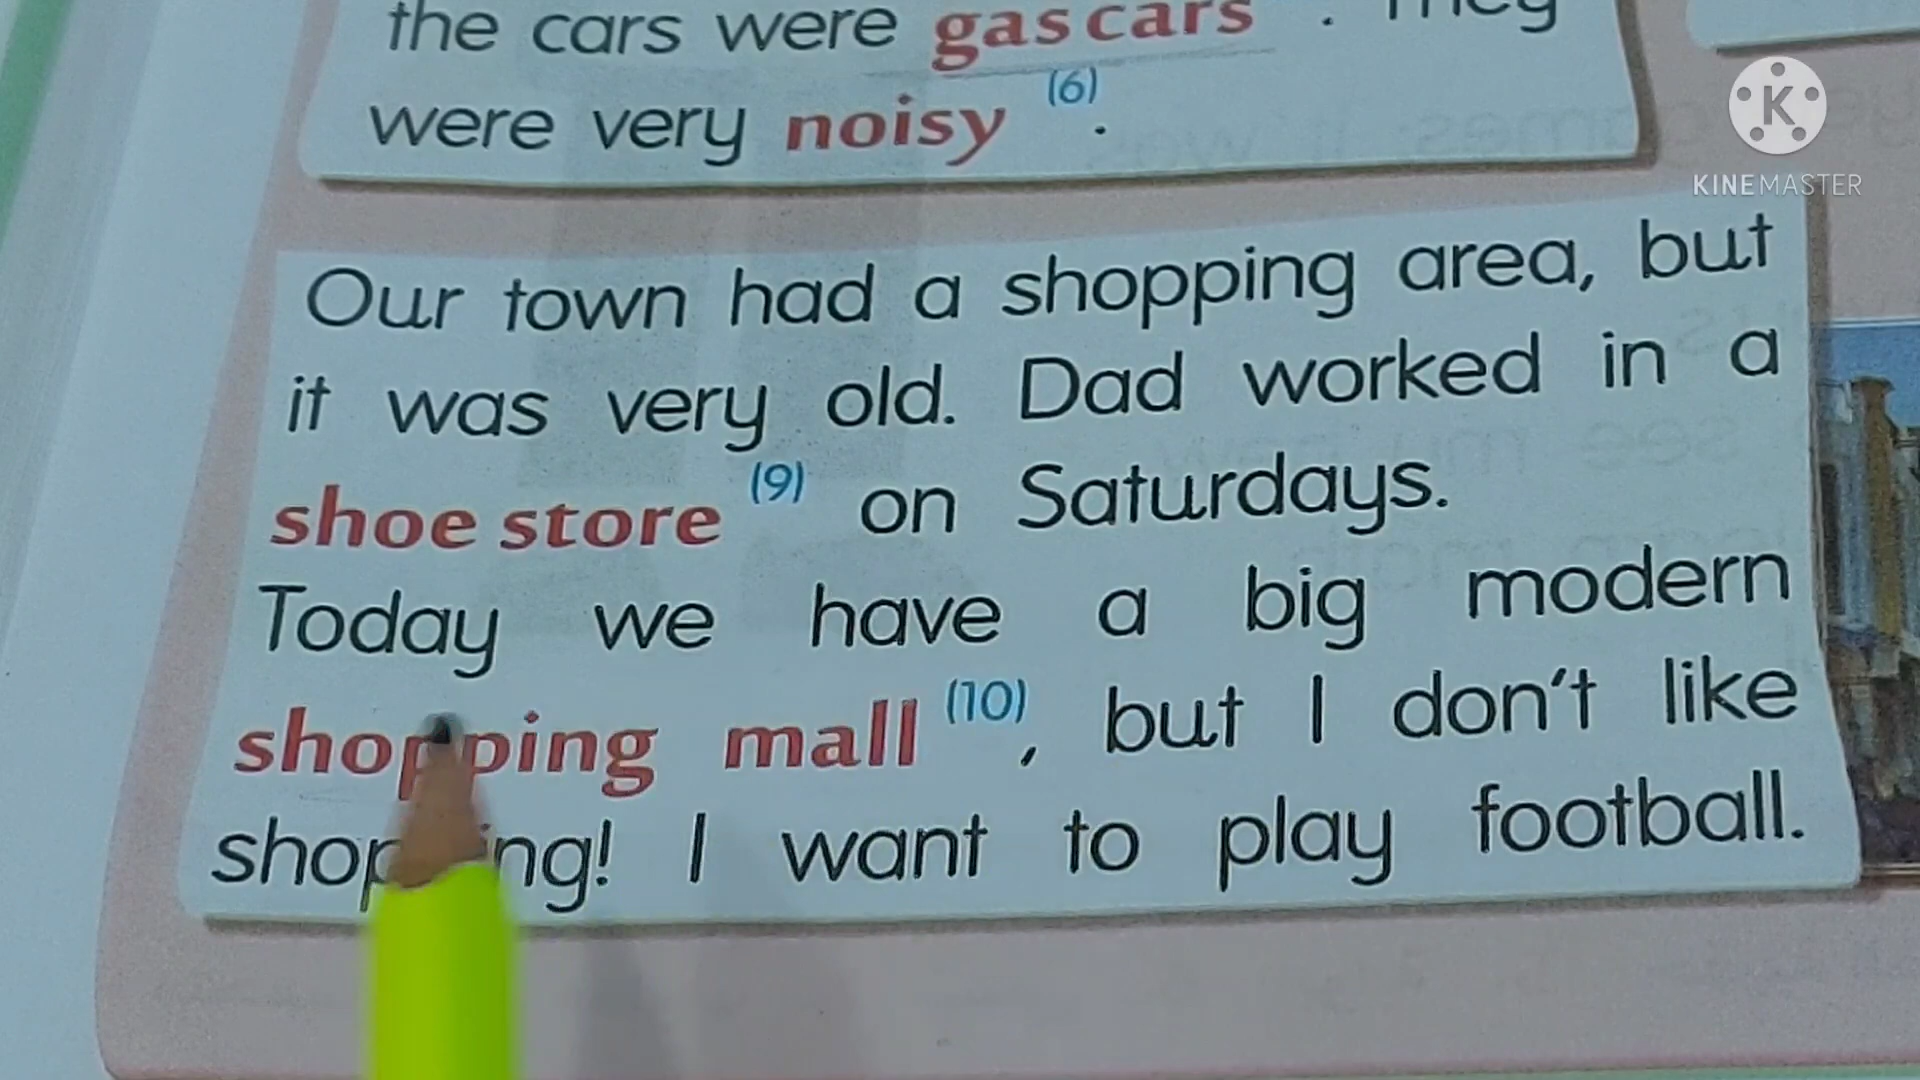 the cars were gas cars . They
were very noisy (6).
Our town had a shopping area, but
it was very old. Dad worked in a
shoe store (9) on Saturdays.
Today we have a big modern
shopping mall (10), but I don't like
shopping! I want to play football.
K
KINEMASTER